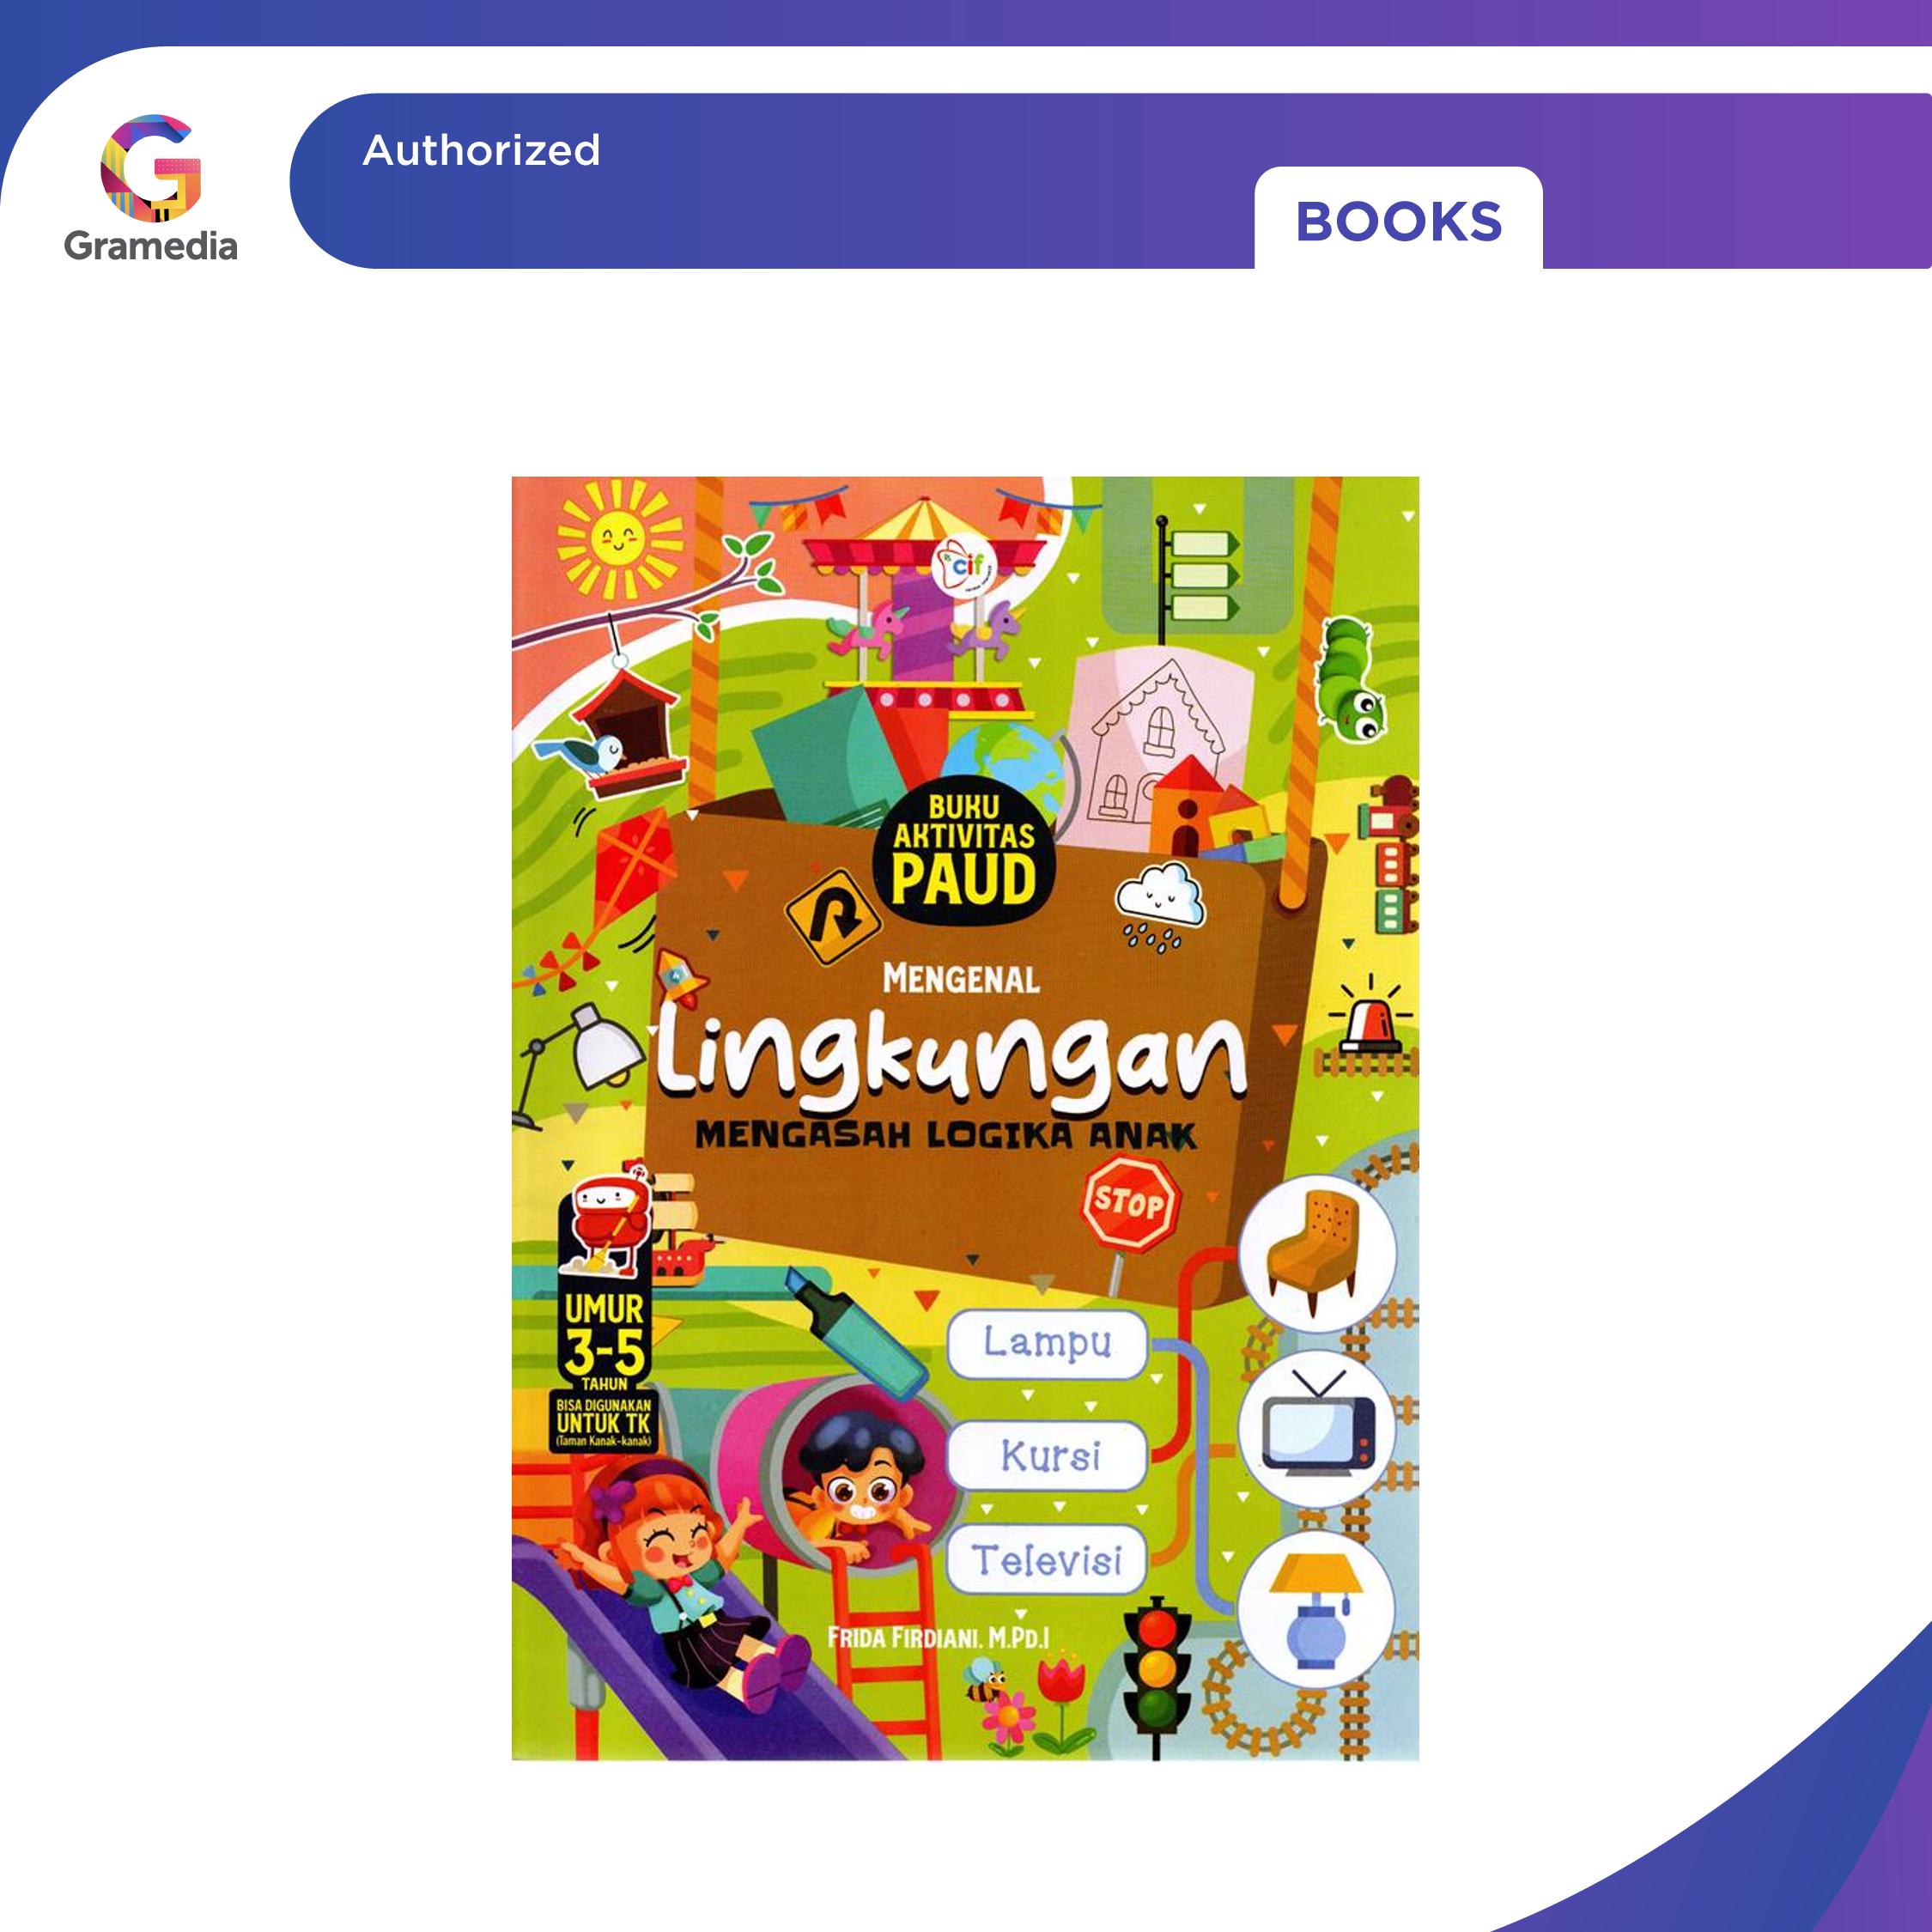 Gramedia
Authorized
BOOKS
cif
BUKU
AKTIVITAS
PAUD
MENGENAL
Lingkungan
MENGASAH LOGIKA ANAK
STOP
UMUR
3-5
TAHUN
BISA DIGUNAKAN
UNTUK TK
(Taman Kanak-kanak)
Lampu
Kursi
Televisi
FRIDA FIRDIANI. M.PD.I